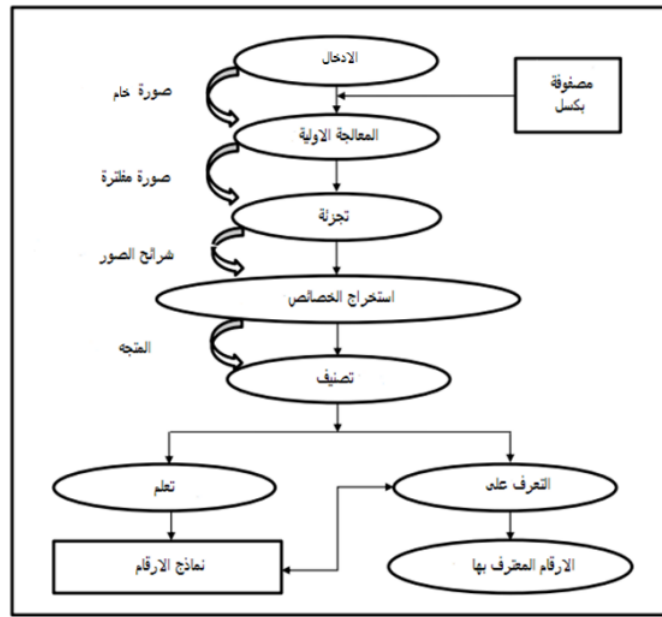 الادخال
مصفوفة
بكسل
صورة خام
المعالجة الاولية
صورة مفلترة
تجزئة
شرائح الصور
استخراج الخصائص
المتجه
تصنيف
تعلم
التعرف على
نماذج الارقام
الارقام المعترف بها